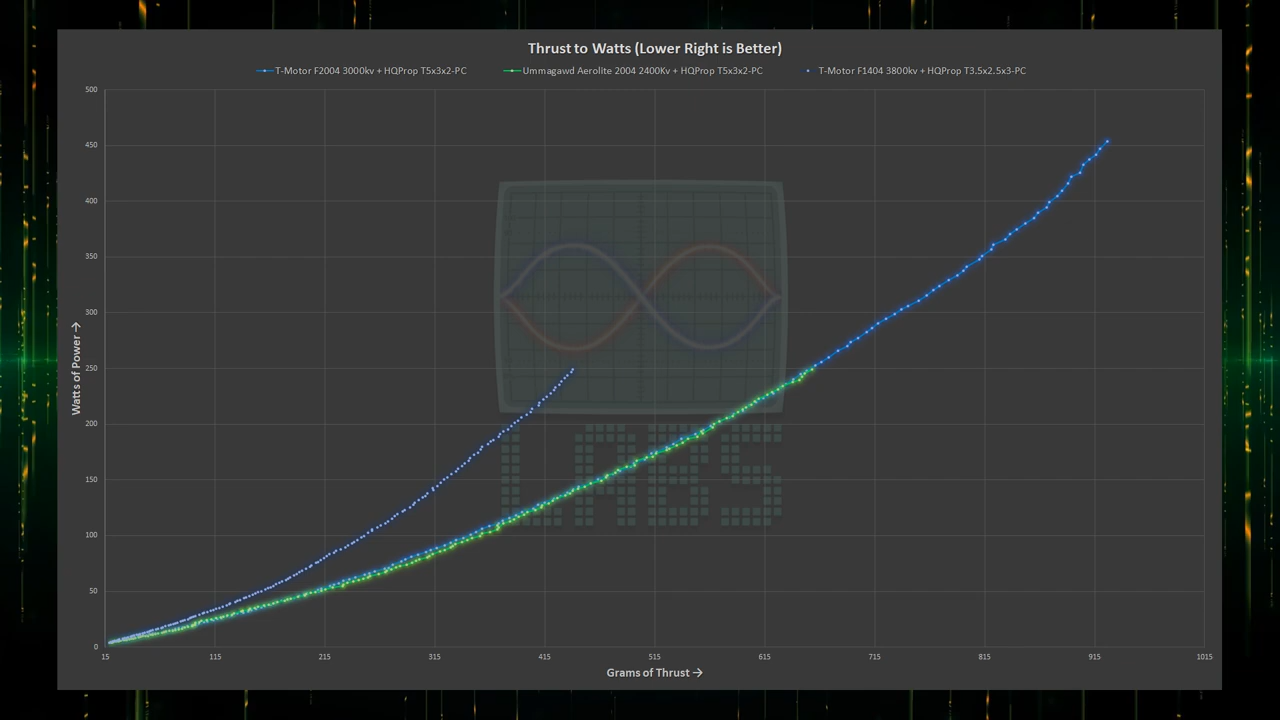 Thrust to Watts (Lower Right is Better)
T-Motor F2004 3000kv + HQProp T5x3x2-PC
Ummagawd Aerolite 2004 2400Kv + HQProp T5x3x2-PC
T-Motor F1404 3800kv + HQProp T3.5x2.5x3-PC
500
450
400
350
300
250
200
150
100
50
0
Watts of Power →
LABS
15 115 215 315 415 515 615 715 815 915 1015
Grams of Thrust →